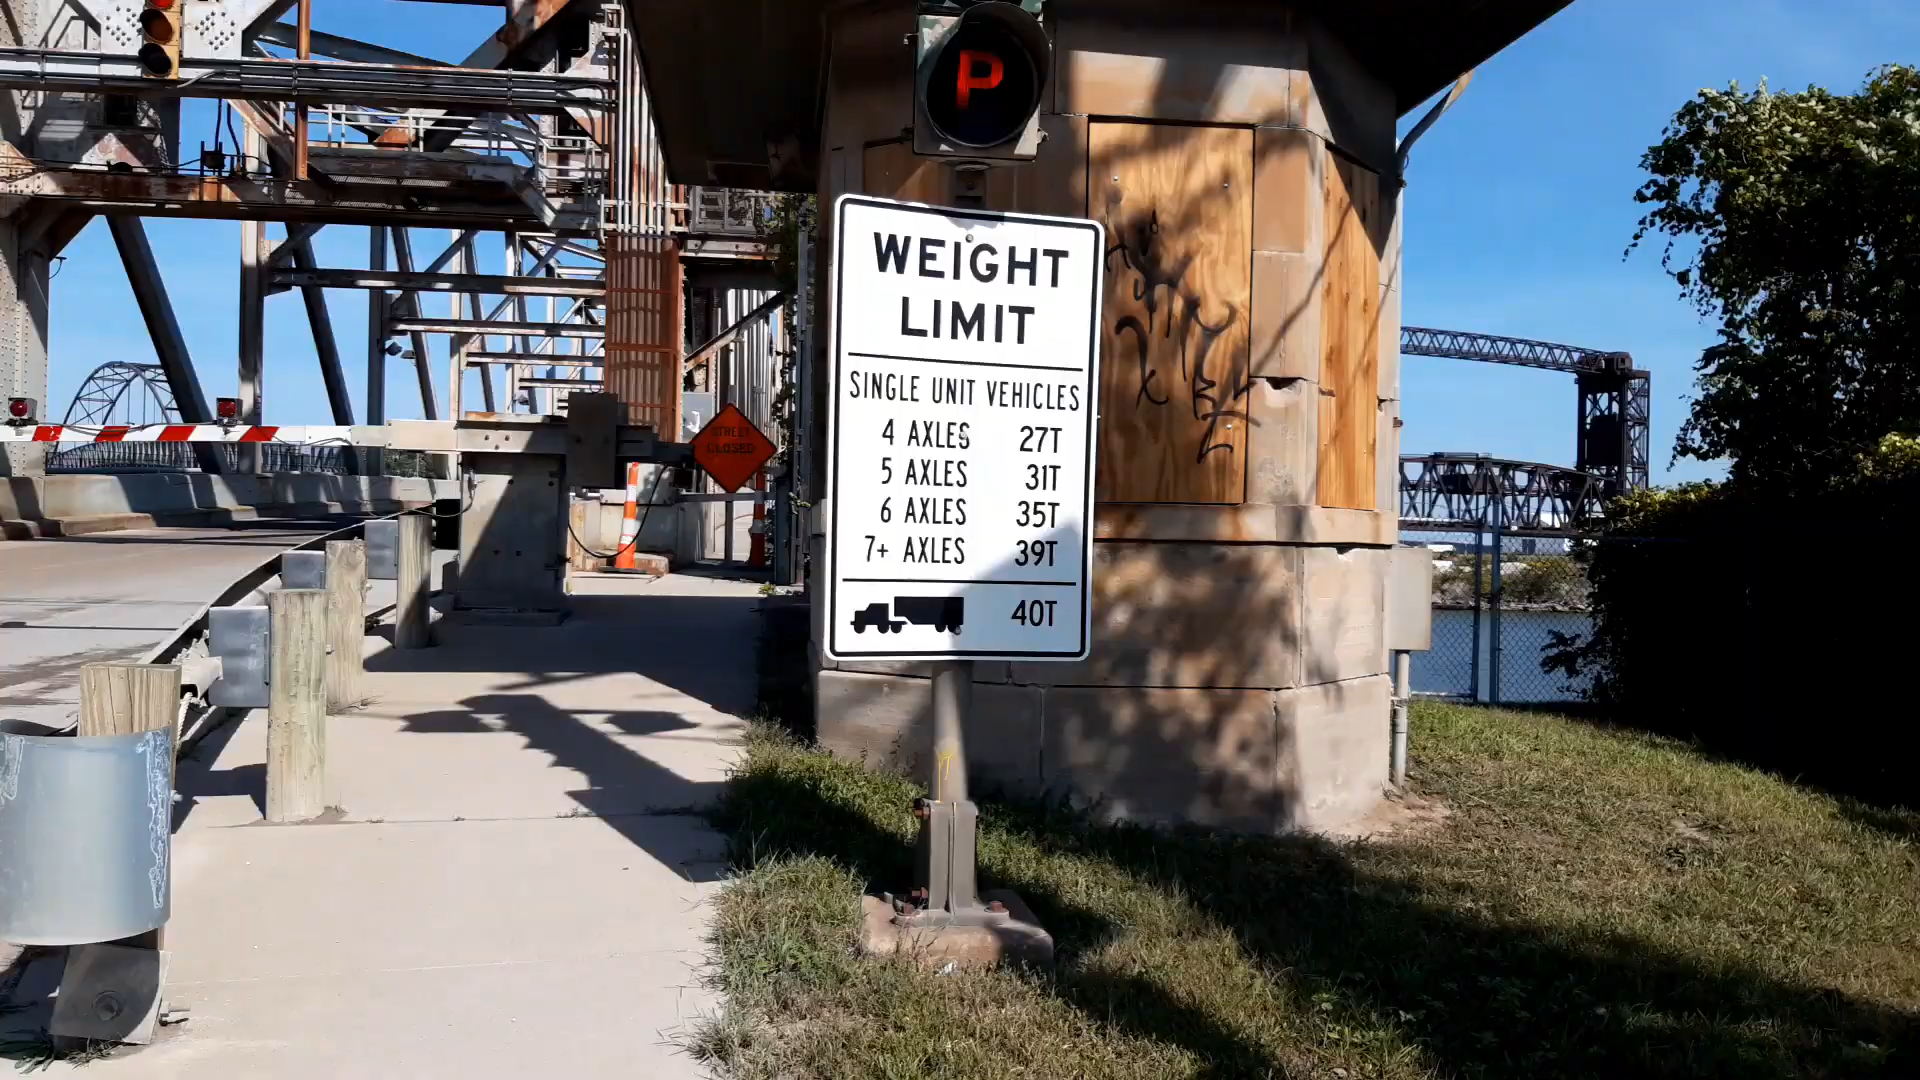 P
WEIGHT
LIMIT
SINGLE UNIT VEHICLES
4 AXLES 27T
5 AXLES 31T
6 AXLES 35T
7+ AXLES 39T
40T
STREET
CLOSED